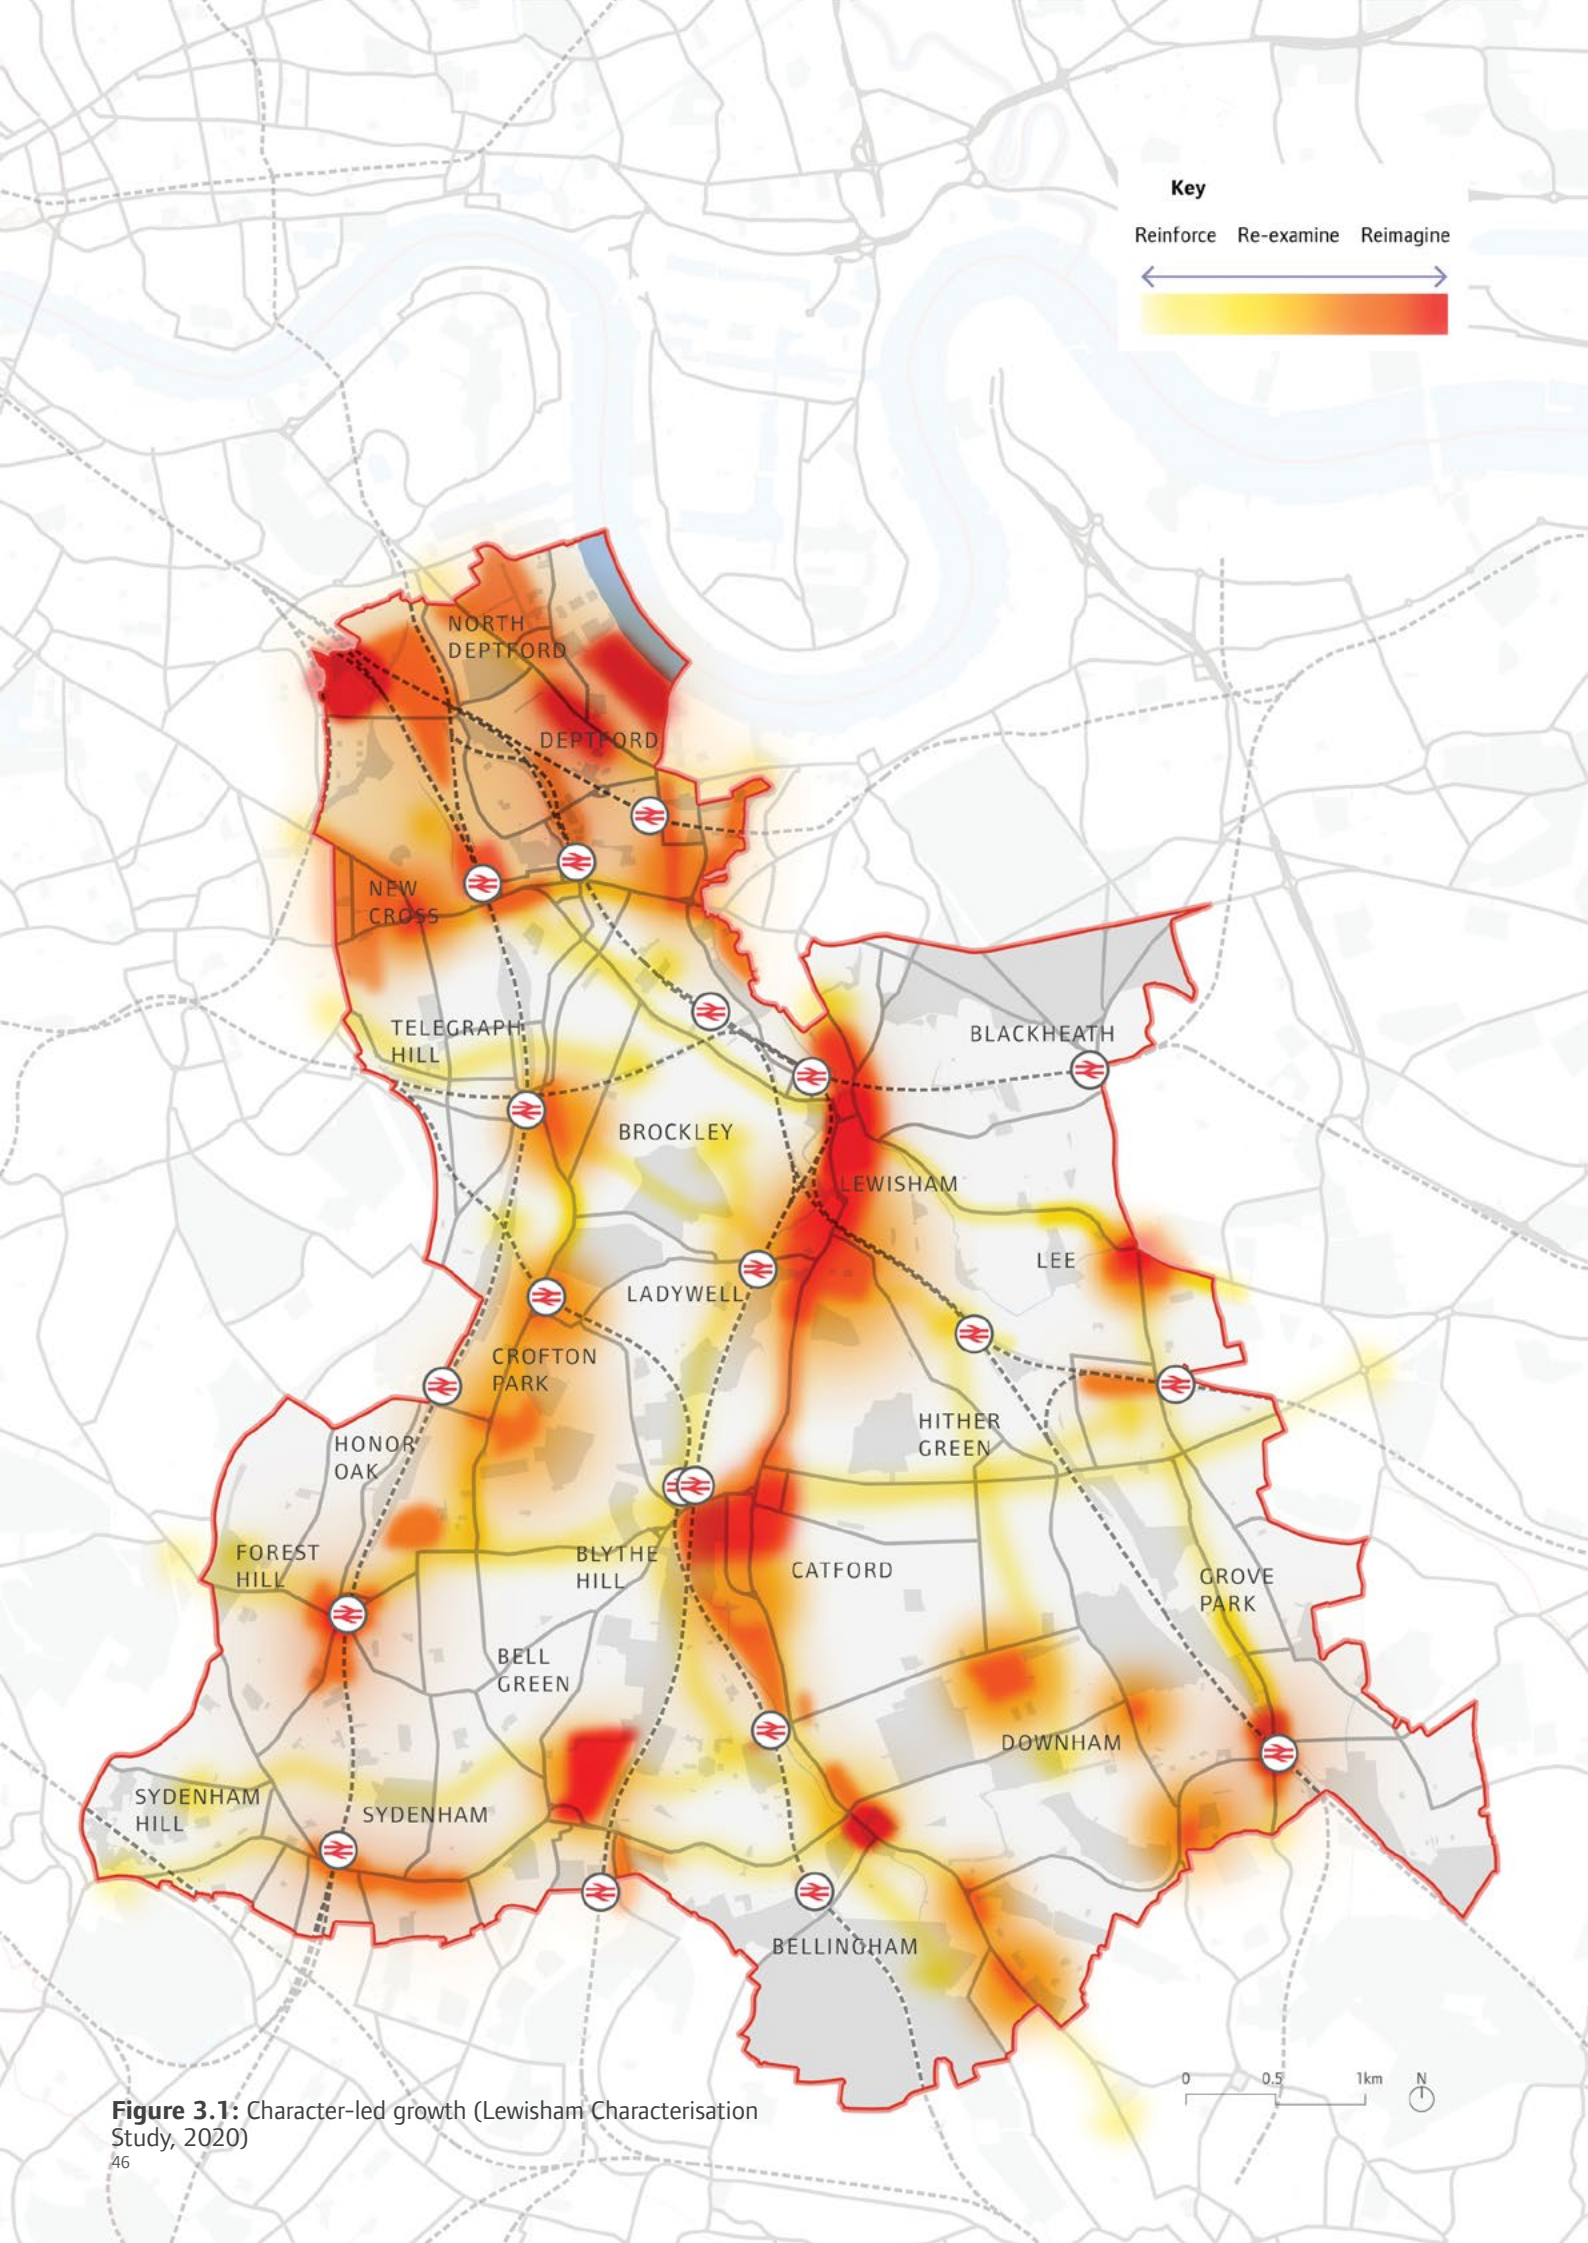 Key
Reinforce Re-examine Reimagine
NORTH
DEPTFORD
DEPTFORD
NEW
CROSS
TELEGRAPH
HILL
BLACKHEATH
BROCKLEY
LEWISHAM
LEE
LADYWELL
CROFTON
PARK
HITHER
GREEN
HONOR
OAK
FOREST
HILL
BLYTHE
HILL
CATFORD
GROVE
PARK
BELL
GREEN
DOWNHAM
SYDENHAM
HILL
SYDENHAM
BELLINGHAM
0 0.5 1km N
Figure 3.1: Character-led growth (Lewisham Characterisation
Study, 2020)
46